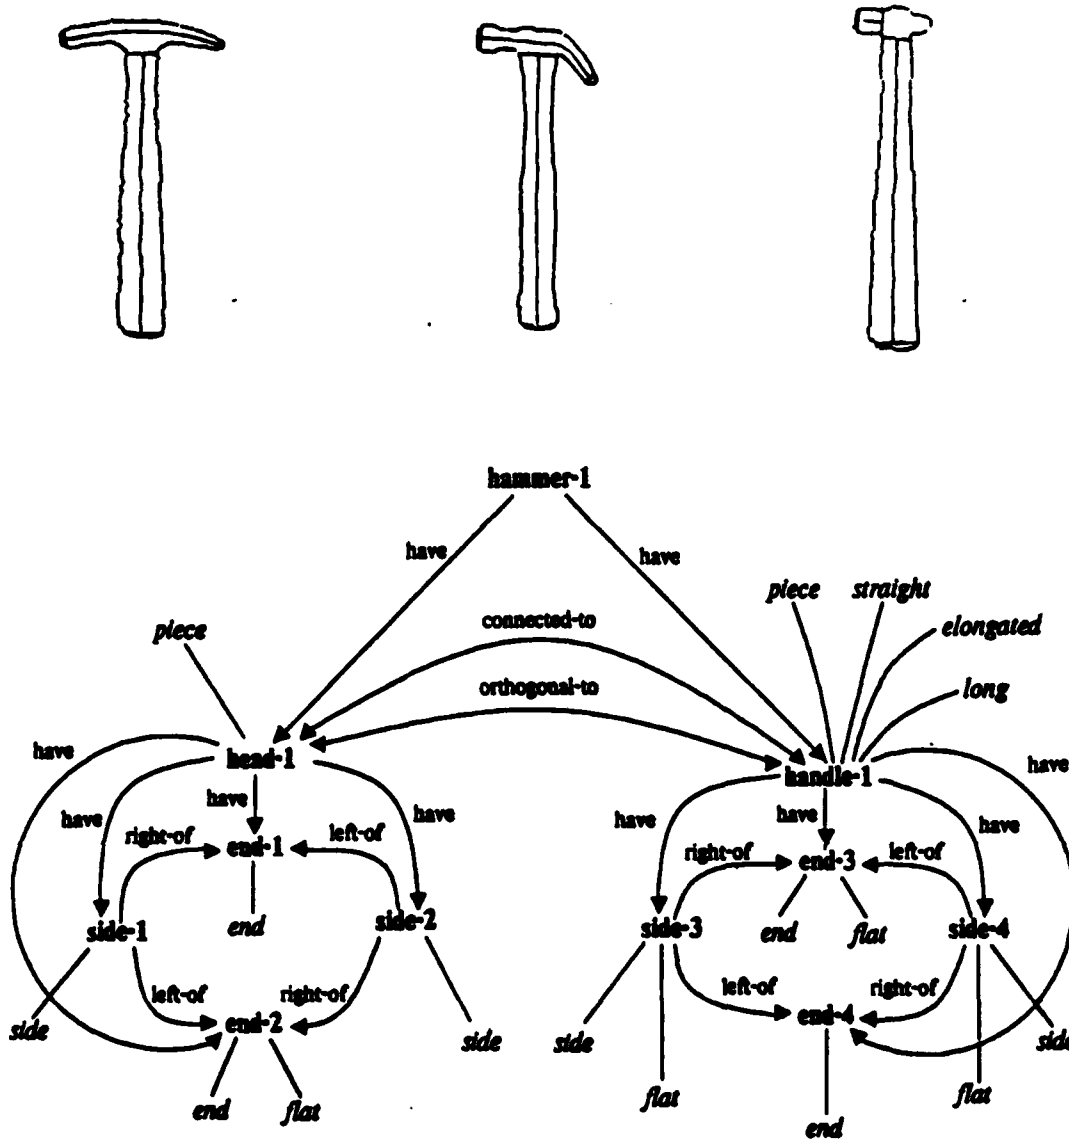 hammer-1
have
have
piece straight
connected-to
piece
elongated
orthogonal-to
long
have
head-1
have
handle-1
have
have
have
have
have
have
right-of
left-of
end-1
right-of
end-3
left-of
side-1
end
side-2
side-3
end
flat
side-4
left-of
right-of
left-of
right-of
end-2
end-4
side
side
side
side
end
flat
flat
flat
end